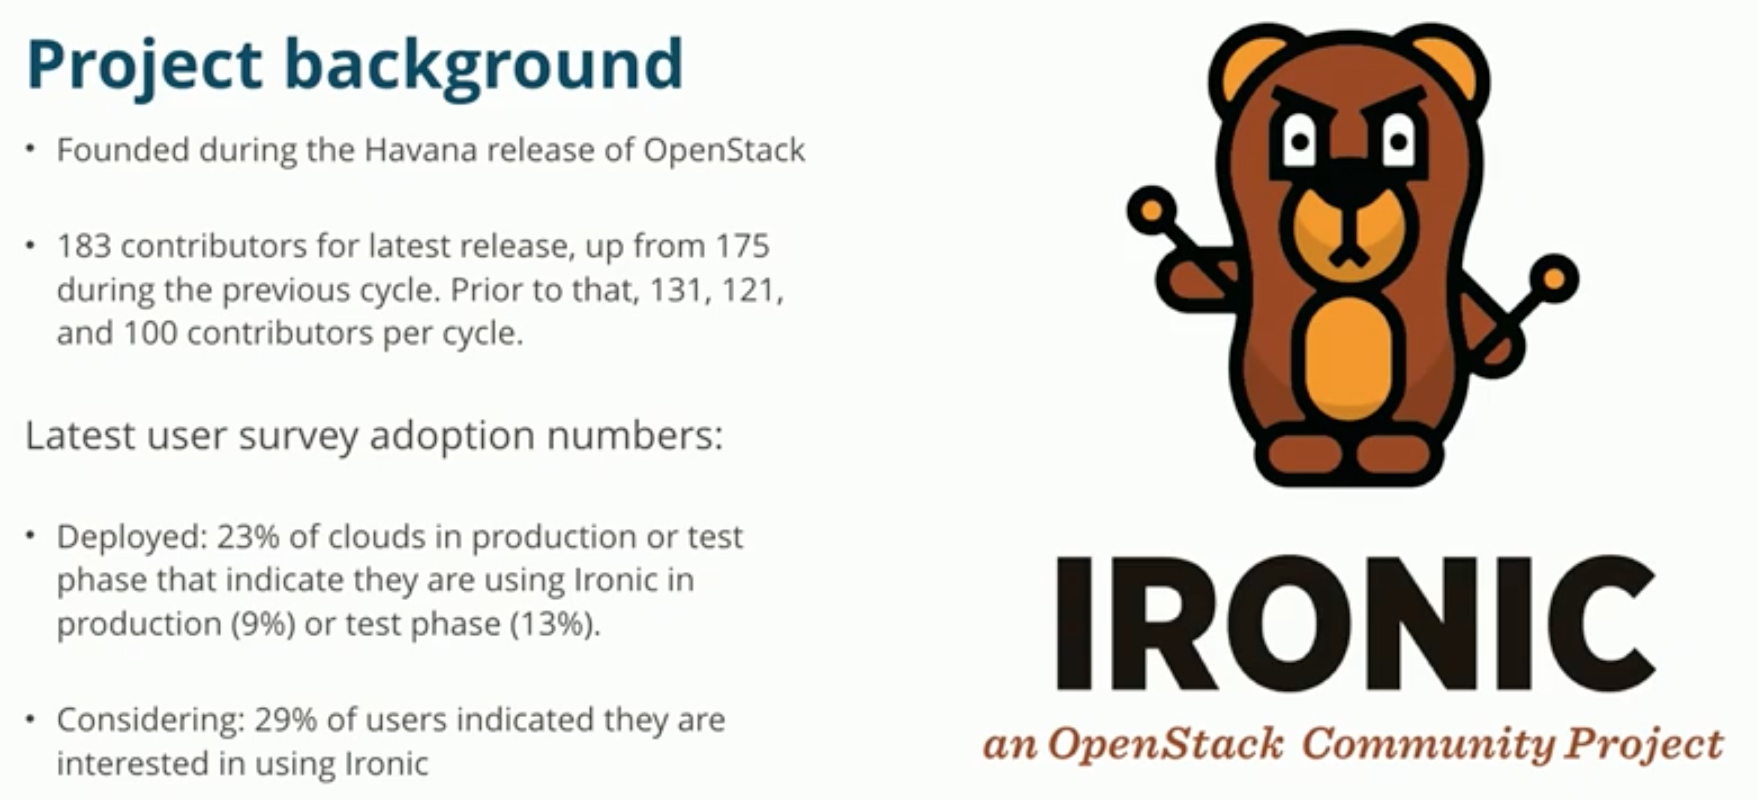 Project background
• Founded during the Havana release of OpenStack
• 183 contributors for latest release, up from 175
during the previous cycle. Prior to that, 131, 121,
and 100 contributors per cycle.
Latest user survey adoption numbers:
• Deployed: 23% of clouds in production or test
phase that indicate they are using Ironic in
production (9%) or test phase (13%).
• Considering: 29% of users indicated they are
interested in using Ironic
IRONIC
an OpenStack Community Project